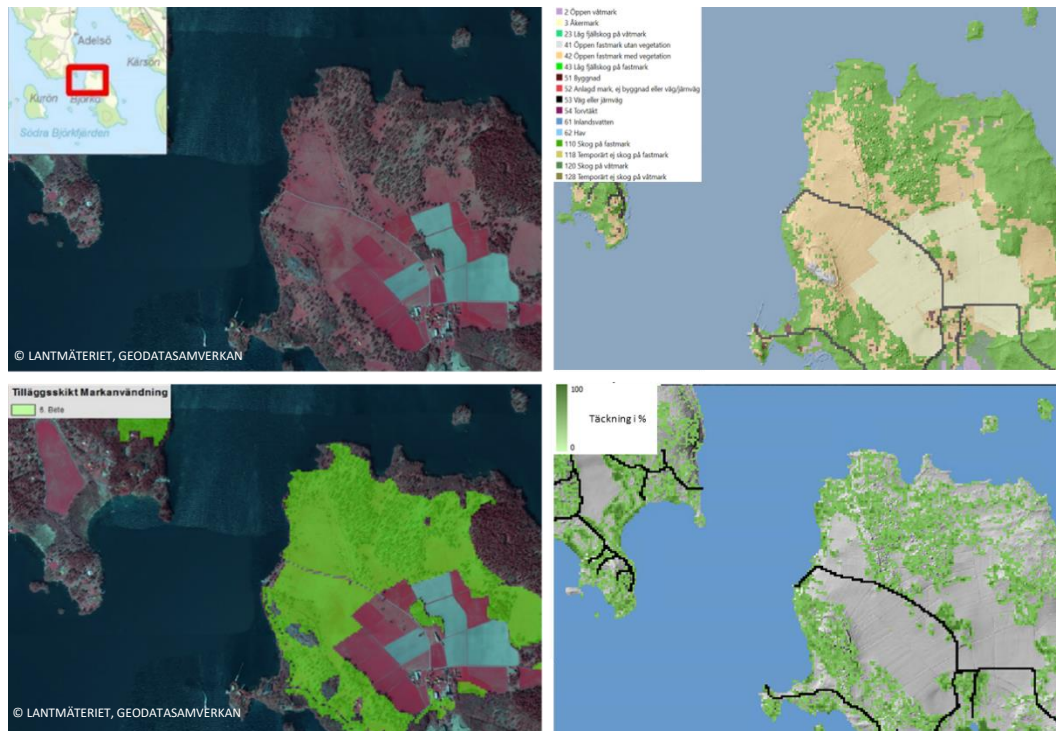 Adelsö
Kärsön
Kurön
Björkö
Södra Björkfjärden
© LANTMÄTERIET, GEODATASAMVERKAN
2 Öppen våtmark
3 Åkermark
23 Låg fjällskog på våtmark
41 Öppen fastmark utan vegetation
42 Öppen fastmark med vegetation
43 Låg fjällskog på fastmark
51 Byggnad
52 Anlagd mark, ej byggnad eller väg/järnväg
53 Väg eller järnväg
54 Torvtäkt
61 Inlandsvatten
62 Hav
110 Skog på fastmark
118 Temporärt ej skog på fastmark
120 Skog på våtmark
128 Temporärt ej skog på våtmark
Tilläggsskikt Markanvändning
5. Bete
© LANTMÄTERIET, GEODATASAMVERKAN
100
Täckning i %
0